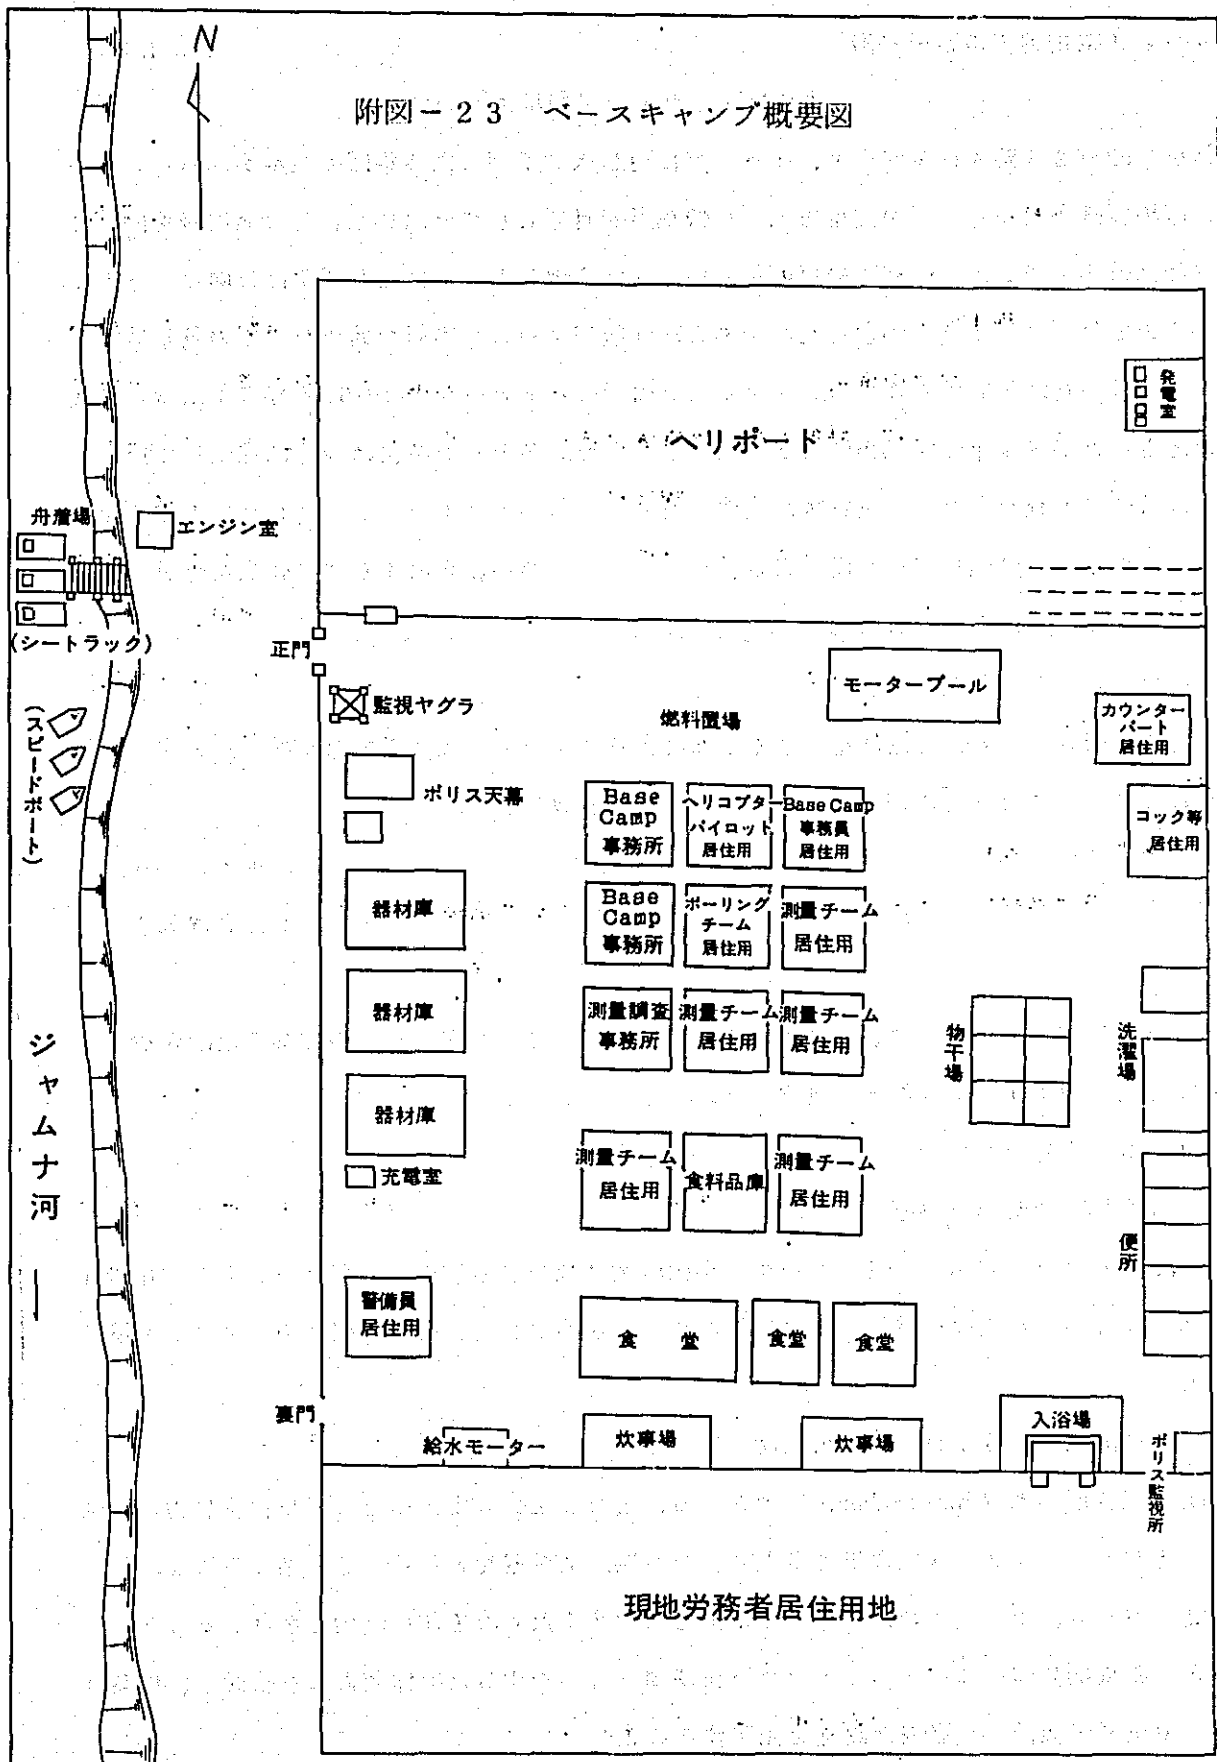 N
附図－23 ベースキャンプ概要図
発電室
ヘリポート
舟着場
エンジン室
(シートラック)
正門
監視ヤグラ
モータープール
燃料置場
カウンター
パート
居住用
(スピードボート)
ポリス天幕
Base
Camp
事務所
ヘリコプター
パイロット
居住用
Base Camp
事務員
居住用
コック等
居住用
器材庫
Base
Camp
事務所
ボーリング
チーム
居住用
測量チーム
居住用
器材庫
測量調査
事務所
測量チーム
居住用
測量チーム
居住用
物干場
洗濯場
ジャムナ河
器材庫
充電室
測量チーム
居住用
食料品庫
測量チーム
居住用
便所
警備員
居住用
食堂
食堂
食堂
裏門
給水モーター
炊事場
炊事場
入浴場
ポリス監視所
現地労務者居住用地